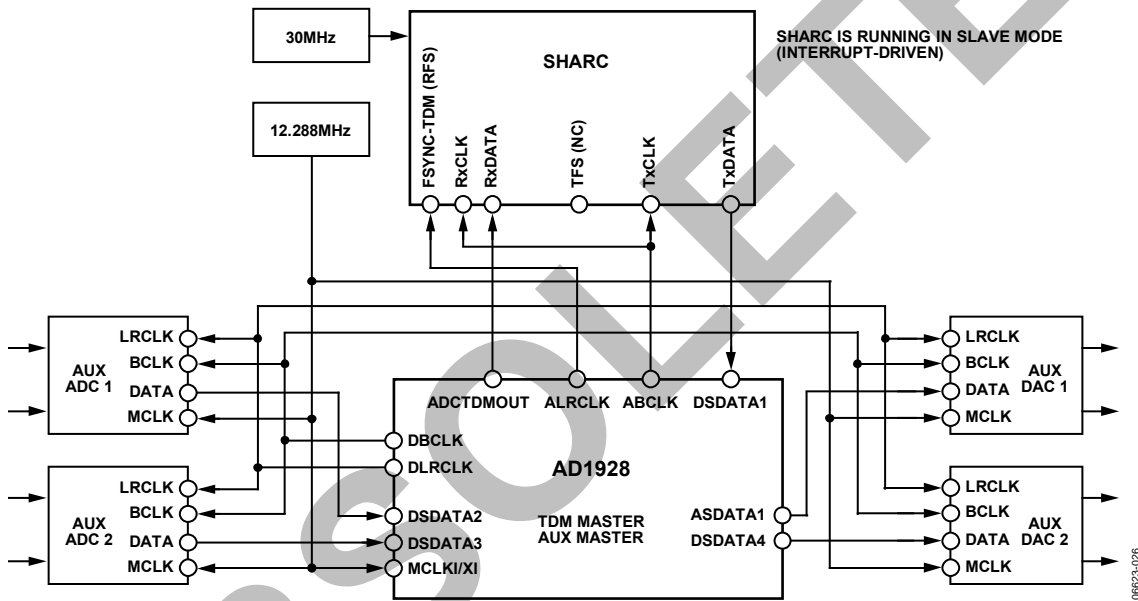 30MHz
SHARC
SHARC IS RUNNING IN SLAVE MODE
(INTERRUPT-DRIVEN)
12.288MHz
FSYNC-TDM (RFS)
RxCLK
RxDATA
TFS (NC)
TxCLK
TxDATA
AUX
ADC 1
LRCLK
BCLK
DATA
MCLK
AUX
ADC 2
LRCLK
BCLK
DATA
MCLK
ADCTDMOUT
ALRCLK
ABCLK
DSDATA1
DBCLK
DLRCLK
DSDATA2
DSDATA3
MCLKI/XI
AD1928
TDM MASTER
AUX MASTER
ASDATA1
DSDATA4
LRCLK
BCLK
DATA
MCLK
AUX
DAC 1
LRCLK
BCLK
DATA
MCLK
AUX
DAC 2
06623-026
OBSOLETE